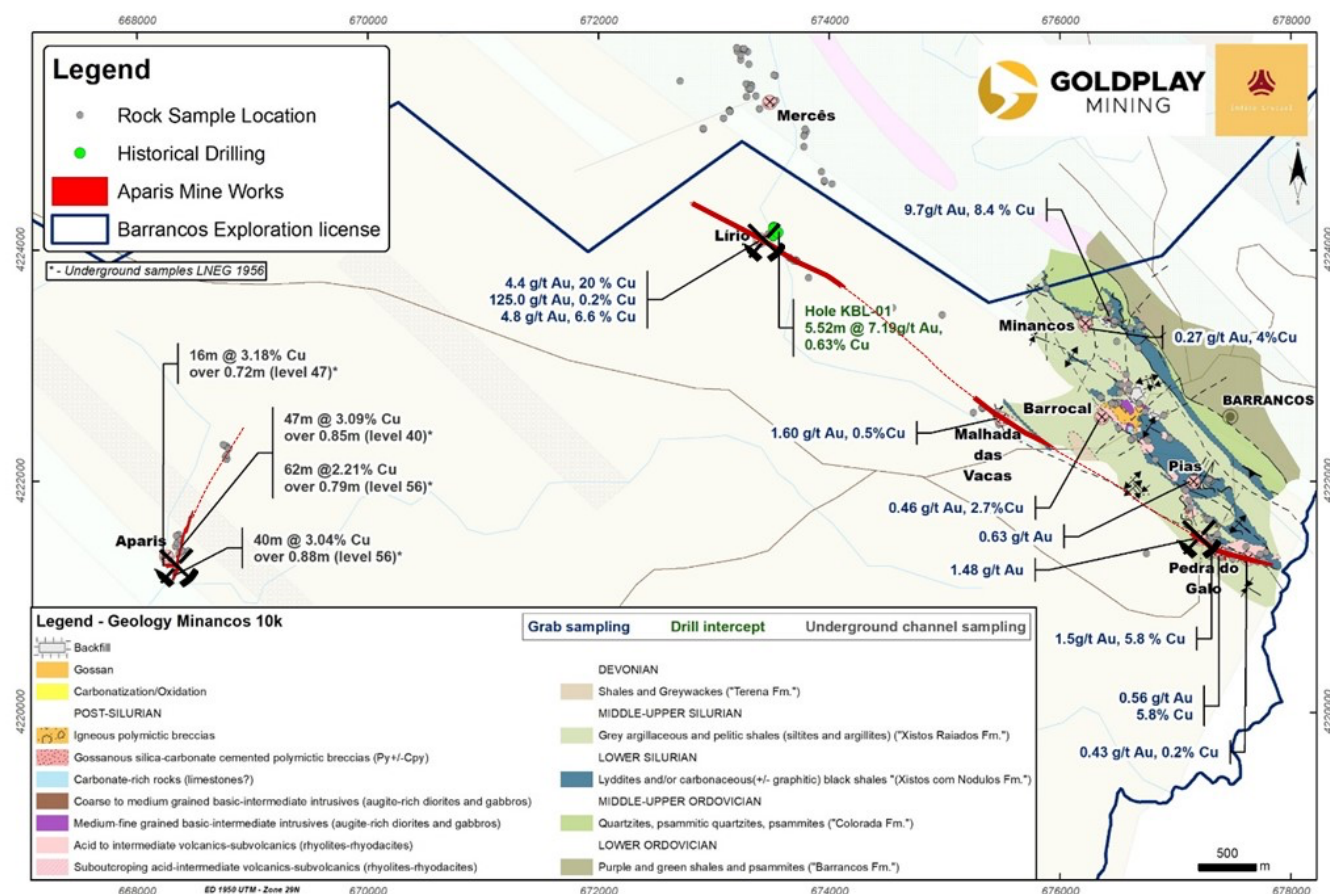 668000
670000
672000
674000
676000
678000
Legend
Rock Sample Location
Historical Drilling
Aparis Mine Works
Barrancos Exploration license
* - Underground samples LNEG 1956
GOLDPLAY
MINING
N
S
4224000
4222000
4220000
4224000
4222000
4220000
Mercês
Lírio
4.4 g/t Au, 20 % Cu
125.0 g/t Au, 0.2% Cu
4.8 g/t Au, 6.6 % Cu
Hole KBL-01
5.52m @ 7.19g/t Au,
0.63% Cu
9.7g/t Au, 8.4 % Cu
Minancos
0.27 g/t Au, 4%Cu
BARRANCOS
Barrocal
1.60 g/t Au, 0.5%Cu
Malhada
das
Vacas
Pias
0.46 g/t Au, 2.7%Cu
0.63 g/t Au
1.48 g/t Au
Pedra do
Galo
1.5g/t Au, 5.8 % Cu
0.56 g/t Au
5.8% Cu
0.43 g/t Au, 0.2% Cu
16m @ 3.18% Cu
over 0.72m (level 47)*
47m @ 3.09% Cu
over 0.85m (level 40)*
62m @2.21% Cu
over 0.79m (level 56)*
Aparis
40m @ 3.04% Cu
over 0.88m (level 56)*
Legend - Geology Minancos 10k
Grab sampling Drill intercept Underground channel sampling
Backfill
Gossan
Carbonatization/Oxidation
POST-SILURIAN
Igneous polymictic breccias
Gossanous silica-carbonate cemented polymictic breccias (Py+/-Cpy)
Carbonate-rich rocks (limestones?)
Coarse to medium grained basic-intermediate intrusives (augite-rich diorites and gabbros)
Medium-fine grained basic-intermediate intrusives (augite-rich diorites and gabbros)
Acid to intermediate volcanics-subvolcanics (rhyolites-rhyodacites)
Suboutcroping acid-intermediate volcanics-subvolcanics (rhyolites-rhyodacites)
DEVONIAN
Shales and Greywackes ("Terena Fm.")
MIDDLE-UPPER SILURIAN
Grey argillaceous and pelitic shales (siltites and argillites) ("Xistos Raiados Fm.")
LOWER SILURIAN
Lyddites and/or carbonaceous(+/- graphitic) black shales "(Xistos com Nodulos Fm.")
MIDDLE-UPPER ORDOVICIAN
Quartzites, psammitic quartzites, psammites ("Colorada Fm.")
LOWER ORDOVICIAN
Purple and green shales and psammites ("Barrancos Fm.")
500
m
668000
ED 1950 UTM - Zone 29N
670000
672000
674000
676000
678000